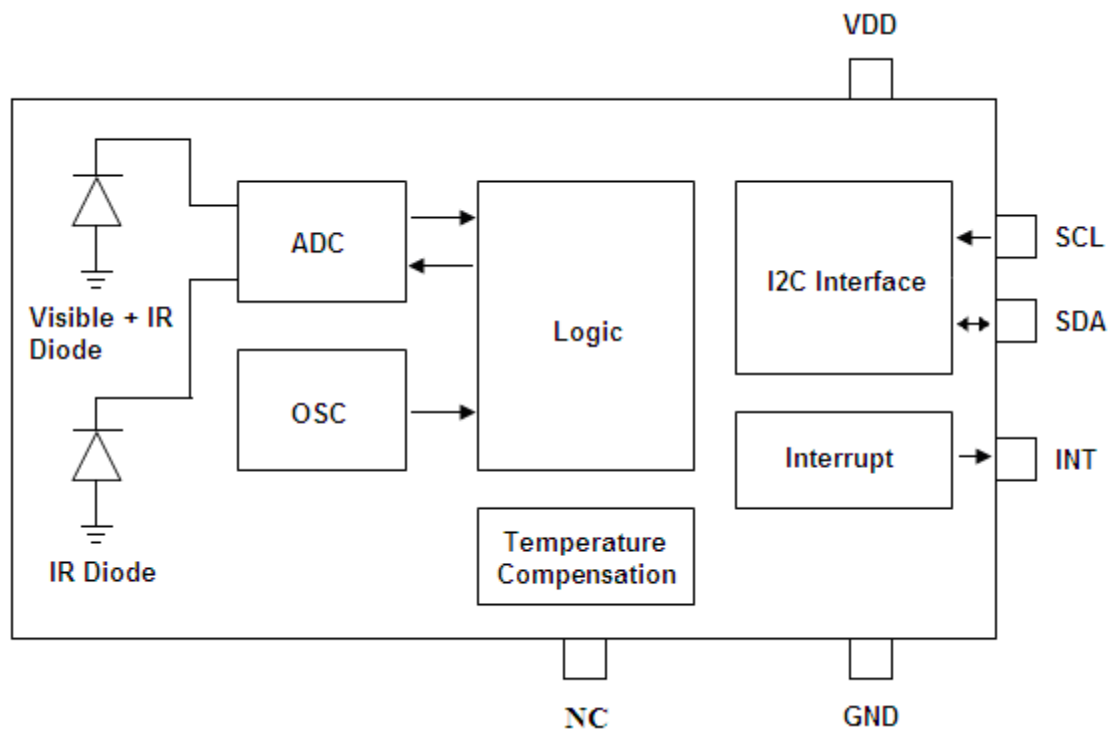 VDD
ADC
Logic
I2C Interface
SCL
SDA
Visible + IR
Diode
OSC
Interrupt
INT
IR Diode
Temperature
Compensation
NC
GND